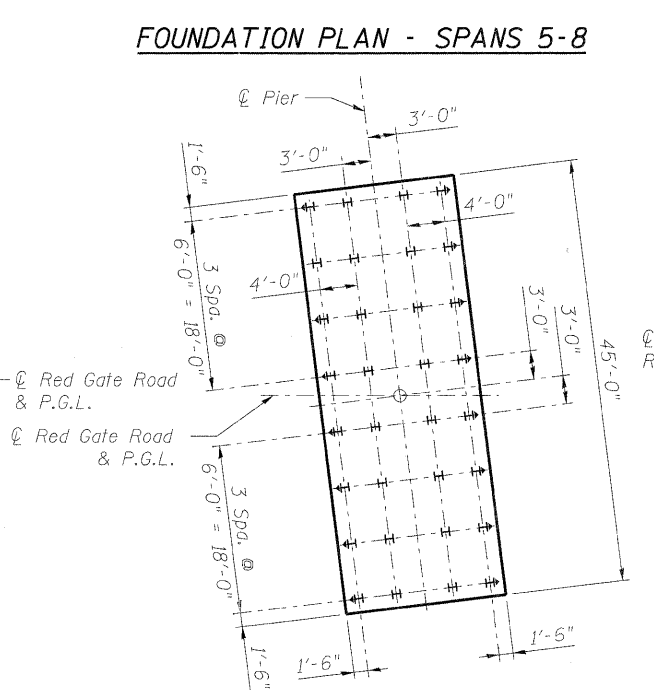 FOUNDATION PLAN - SPANS 5-8
℄ Pier
3'-0"
3'-0"
1'-6"
4'-0"
3 Spa. @
6'-0" = 18'-0"
4'-0"
3'-0"
3'-0"
45'-0"
℄
R
℄ Red Gate Road
& P.G.L.
℄ Red Gate Road
& P.G.L.
3 Spa. @
6'-0" = 18'-0"
1'-6"
1'-6"
1'-6"